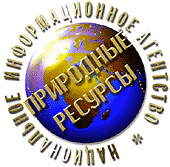 НАЦИОНАЛЬНОЕ ИНФОРМАЦИОННОЕ АГЕНТСТВО *
ПРИРОДНЫЕ
РЕСУРСЫ